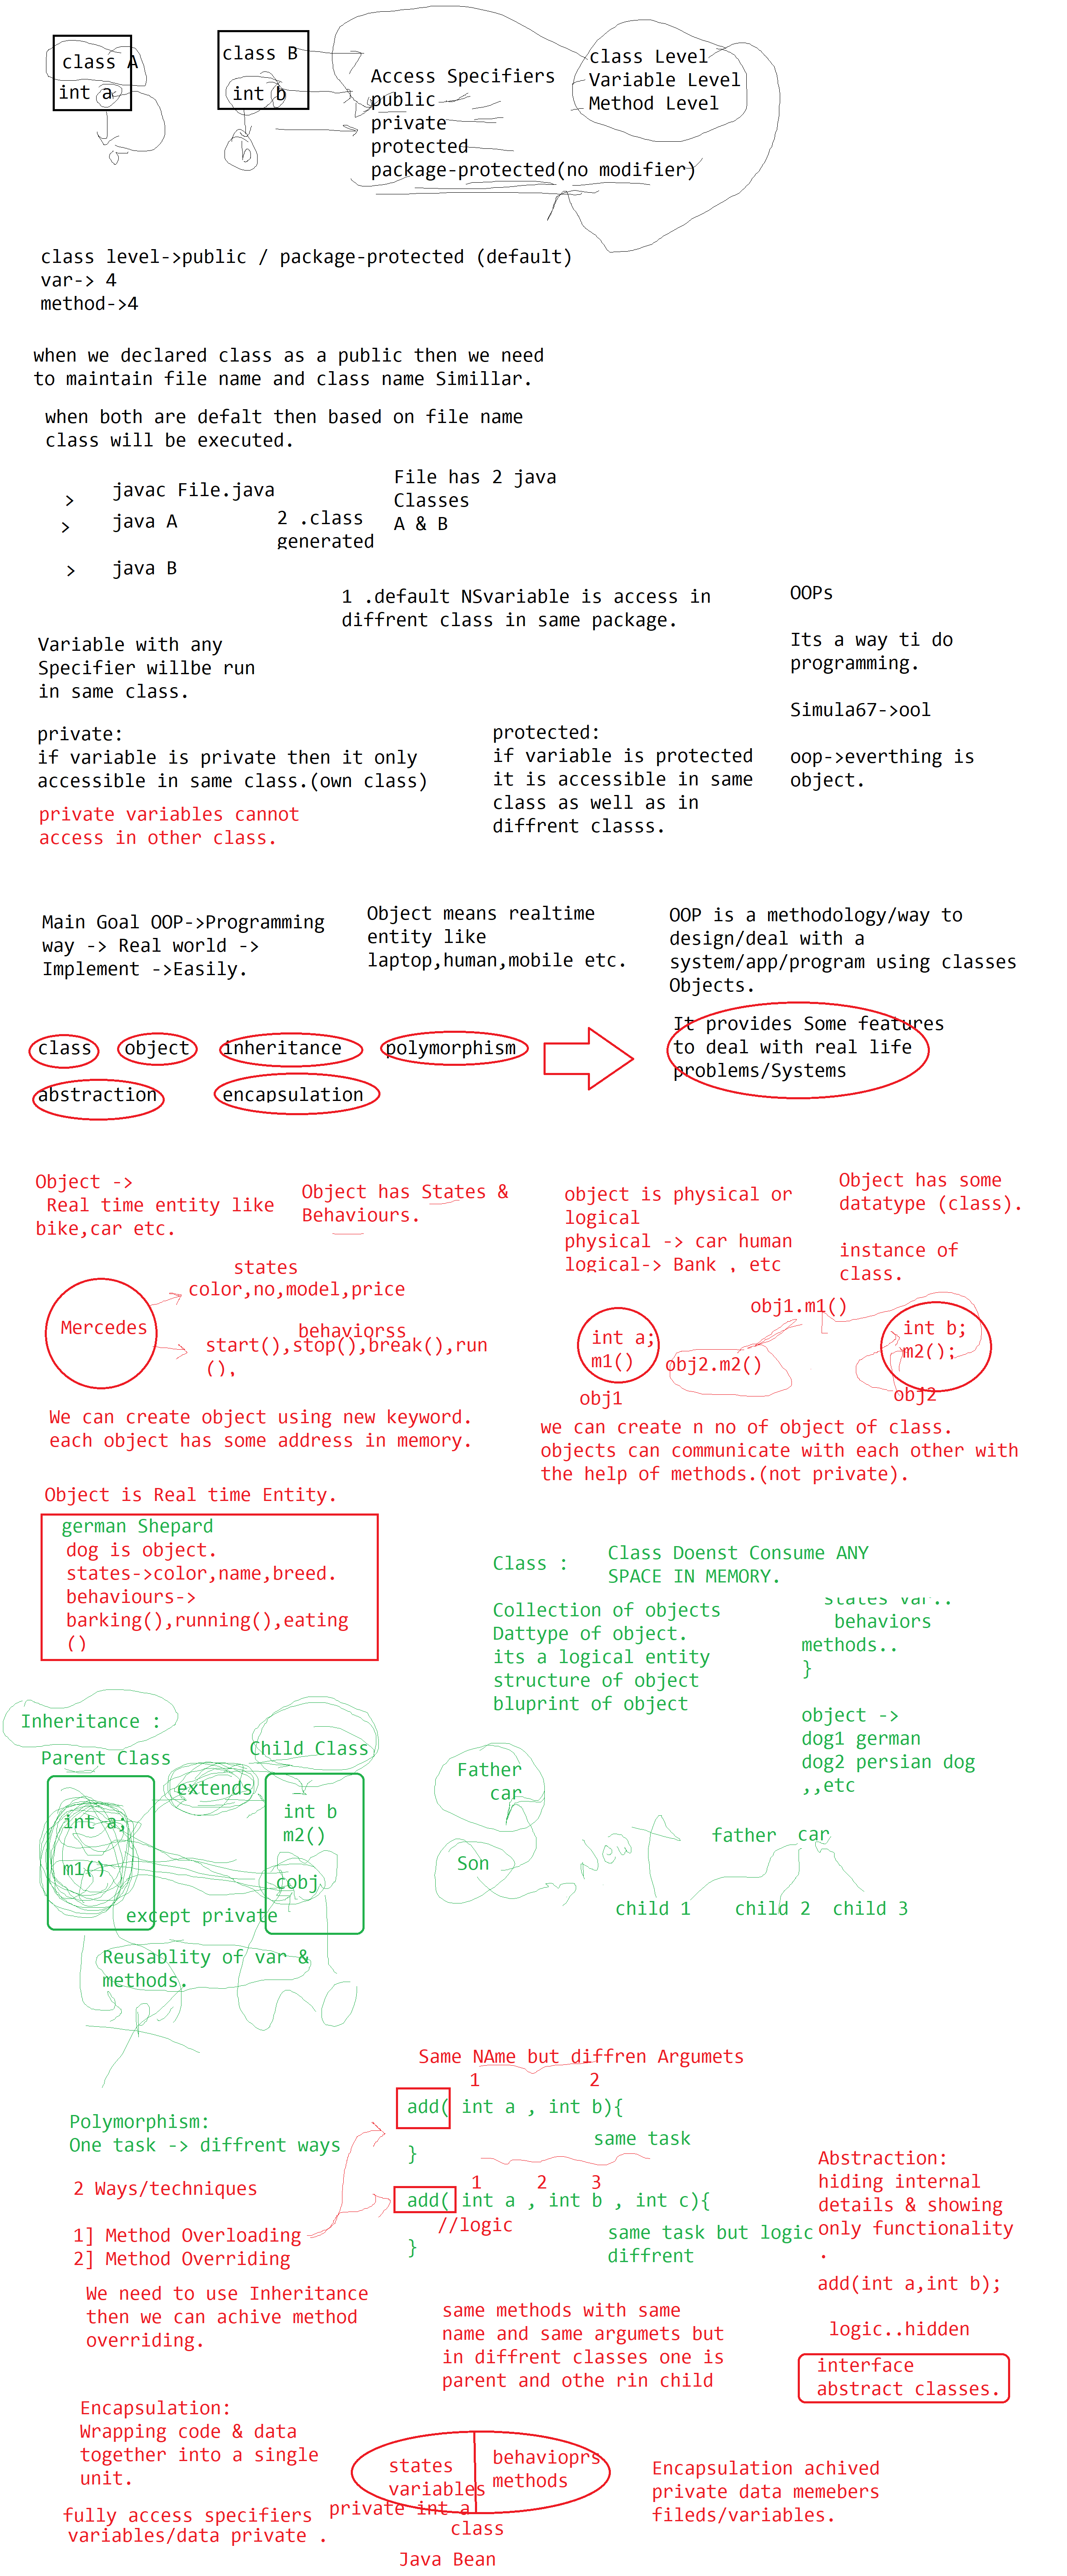 class A
int a
class B
int b
Access Specifiers
public
private
protected
package-protected(no modifier)
class Level
Variable Level
Method Level
b
class level->public / package-protected (default)
var-> 4
method->4
when we declared class as a public then we need
to maintain file name and class name Simillar.
when both are defalt then based on file name
class will be executed.
> javac File.java
> java A
> java B
2 .class
generated
File has 2 java
Classes
A & B
1 .default NSvariable is access in
diffrent class in same package.
OOPs
Its a way ti do
programming.
Simula67->ool
oop->everthing is
object.
Variable with any
Specifier willbe run
in same class.
private:
if variable is private then it only
accessible in same class.(own class)
private variables cannot
access in other class.
protected:
if variable is protected
it is accessible in same
class as well as in
diffrent classs.
Main Goal OOP->Programming
way -> Real world ->
Implement ->Easily.
Object means realtime
entity like
laptop,human,mobile etc.
OOP is a methodology/way to
design/deal with a
system/app/program using classes
Objects.
class object inheritance polymorphism
abstraction encapsulation
It provides Some features
to deal with real life
problems/Systems
Object ->
Real time entity like
bike,car etc.
Object has States &
Behaviours.
object is physical or
logical
physical -> car human
logical-> Bank , etc
Object has some
datatype (class).
instance of
class.
Mercedes
states
color,no,model,price
behaviorss
start(),stop(),break(),run
(),
int a;
m1()
obj1
obj1.m1()
obj2.m2()
int b;
m2();
obj2
We can create object using new keyword.
each object has some address in memory.
we can create n no of object of class.
objects can communicate with each other with
the help of methods.(not private).
Object is Real time Entity.
german Shepard
dog is object.
states->color,name,breed.
behaviours->
barking(),running(),eating
()
Class :
Class Doenst Consume ANY
SPACE IN MEMORY.
Collection of objects
Dattype of object.
its a logical entity
structure of object
bluprint of object
states var..
behaviors
methods..
}
object ->
dog1 german
dog2 persian dog
,,etc
Inheritance :
Parent Class
Child Class
extends
int a;
m1()
int b
m2()
cobj
except private
Reusablity of var &
methods.
Father
car
Son
New
father car
child 1 child 2 child 3
Same NAme but diffren Argumets
1 2
add( int a , int b){
same task
}
1 2 3
add( int a , int b , int c){
//logic
}
same task but logic
diffrent
Polymorphism:
One task -> diffrent ways
2 Ways/techniques
1] Method Overloading
2] Method Overriding
We need to use Inheritance
then we can achive method
overriding.
same methods with same
name and same argumets but
in diffrent classes one is
parent and othe rin child
Abstraction:
hiding internal
details & showing
only functionality
.
add(int a,int b);
logic..hidden
interface
abstract classes.
Encapsulation:
Wrapping code & data
together into a single
unit.
fully access specifiers
variables/data private .
states
variables
private int a
behavioprs
methods
class
Java Bean
Encapsulation achived
private data memebers
fileds/variables.